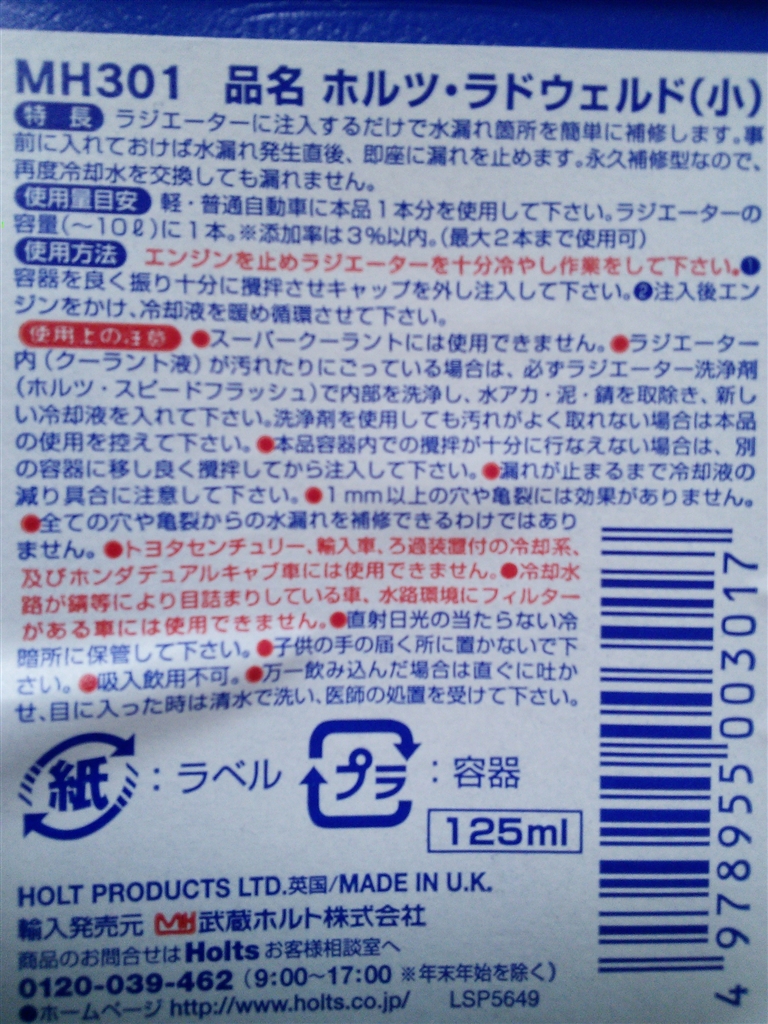 MH301 品名 ホルツ・ラドウェルド(小)
特長 ラジエーターに注入するだけで水漏れ箇所を簡単に補修します。事
前に入れておけば水漏れ発生直後、即座に漏れを止めます。永久補修型なので、
再度冷却水を交換しても漏れません。
使用量目安 軽・普通自動車に本品1本分を使用して下さい。ラジエーターの
容量(〜10ℓ)に1本。※添加率は3%以内。(最大2本まで使用可)
使用方法 エンジンを止めラジエーターを十分冷やし作業をして下さい。❶
容器を良く振り十分に攪拌させキャップを外し注入して下さい。❷注入後エン
ジンをかけ、冷却液を暖め循環させて下さい。
使用上の注意 ●スーパークーラントには使用できません。●ラジエーター
内(クーラント液)が汚れたりにごっている場合は、必ずラジエーター洗浄剤
(ホルツ・スピードフラッシュ)で内部を洗浄し、水アカ・泥・錆を取除き、新し
い冷却液を入れて下さい。洗浄剤を使用しても汚れがよく取れない場合は本品
の使用を控えて下さい。●本品容器内での攪拌が十分に行なえない場合は、別
の容器に移し良く攪拌してから注入して下さい。●漏れが止まるまで冷却液の
減り具合に注意して下さい。●1mm以上の穴や亀裂には効果がありません。
●全ての穴や亀裂からの水漏れを補修できるわけではあり
ません。●トヨタセンチュリー、輸入車、ろ過装置付の冷却系、
及びホンダデュアルキャブ車には使用できません。●冷却水
路が錆等により目詰まりしている車、水路環境にフィルター
がある車には使用できません。●直射日光の当たらない冷
暗所に保管して下さい。●子供の手の届く所に置かないで下
さい。●吸入飲用不可。●万一飲み込んだ場合は直ぐに吐か
せ、目に入った時は清水で洗い、医師の処置を受けて下さい。
紙:ラベル プラ:容器
125ml
HOLT PRODUCTS LTD.英国/MADE IN U.K.
輸入発売元 MH武蔵ホルト株式会社
商品のお問合せはHoltsお客様相談室へ
0120-039-462(9:00〜17:00 ※年末年始を除く)
●ホームページ http://www.holts.co.jp/ LSP5649
4 978955 003017